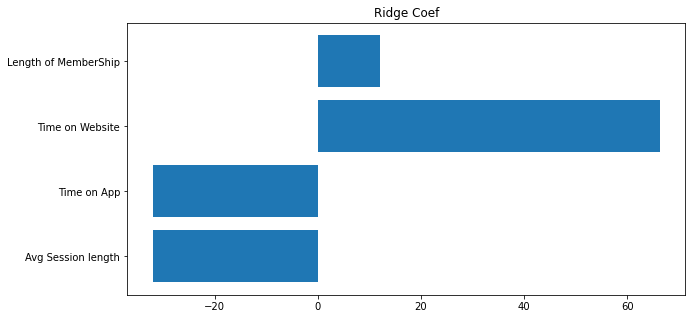 Ridge Coef
Length of MemberShip
Time on Website
Time on App
Avg Session length
−20 0 20 40 60